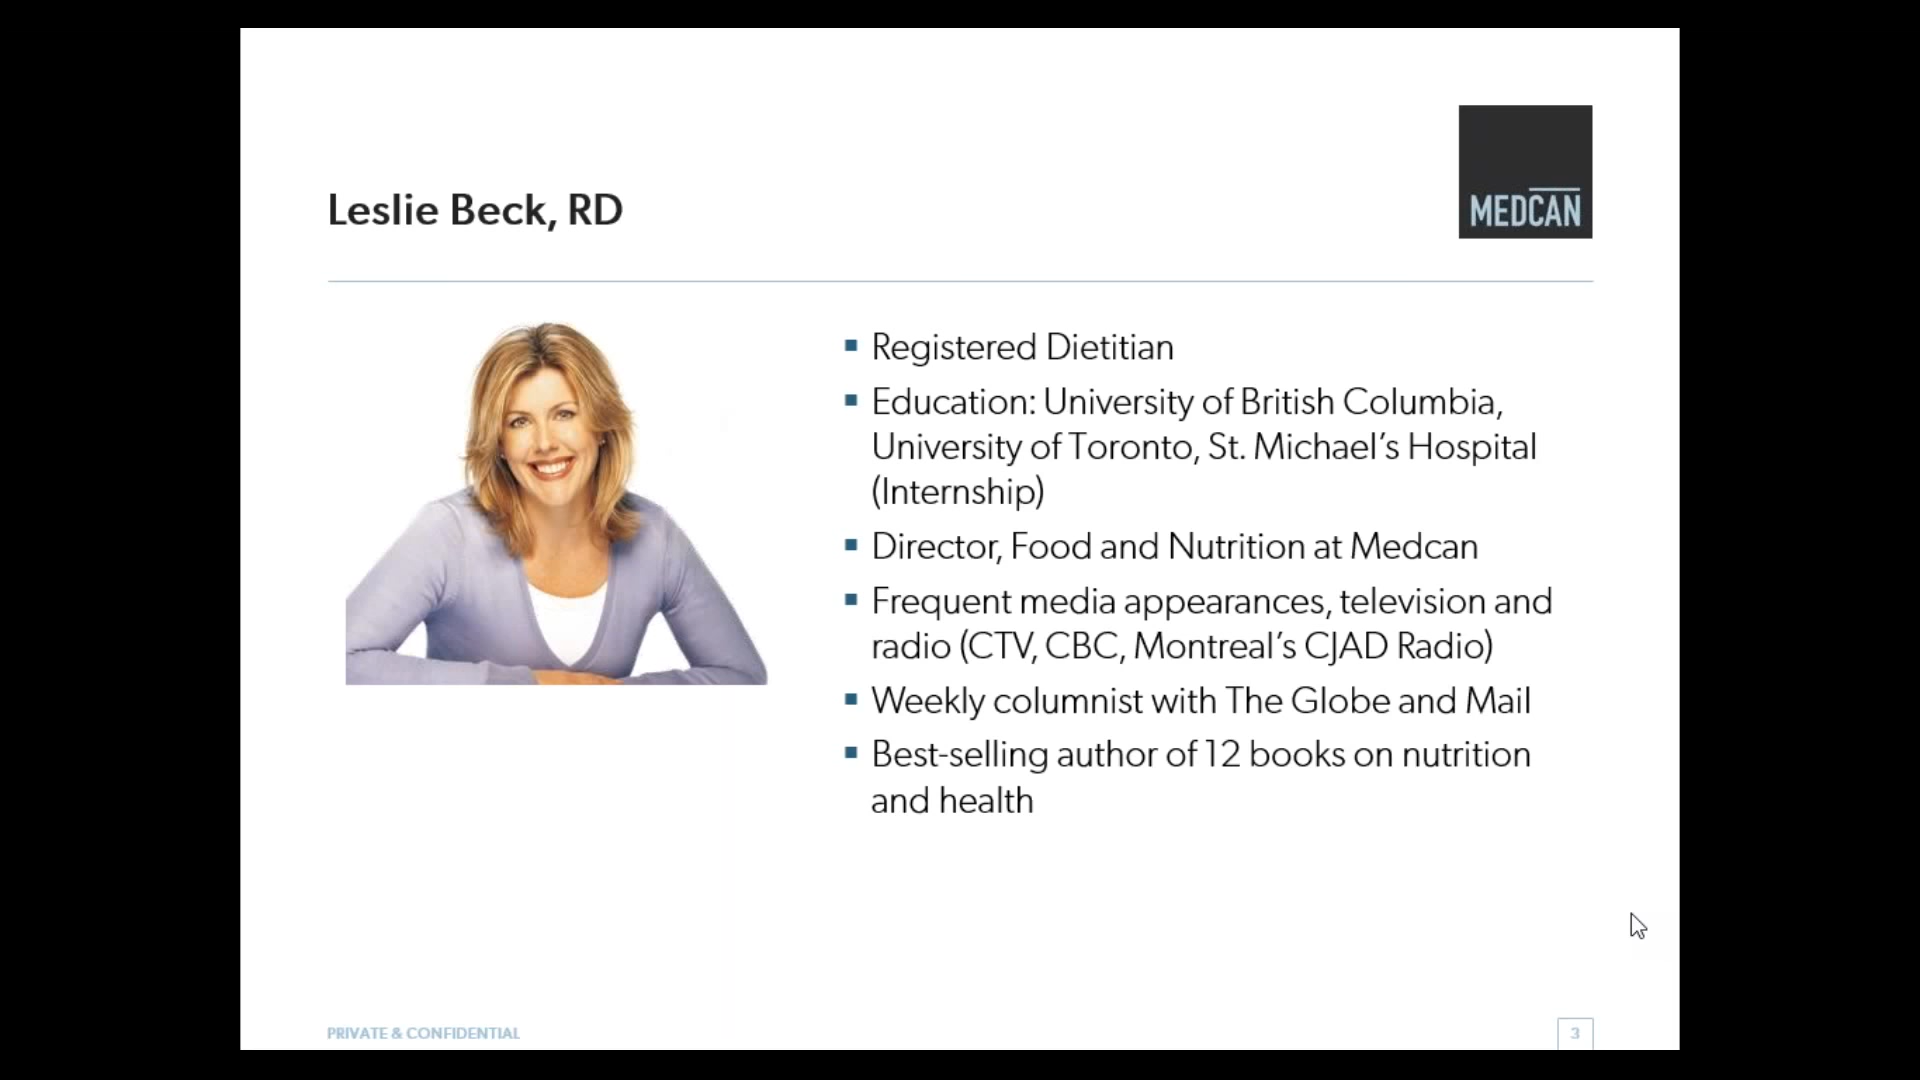 Leslie Beck, RD
MEDCAN
▪ Registered Dietitian
▪ Education: University of British Columbia,
University of Toronto, St. Michael’s Hospital
(Internship)
▪ Director, Food and Nutrition at Medcan
▪ Frequent media appearances, television and
radio (CTV, CBC, Montreal’s CJAD Radio)
▪ Weekly columnist with The Globe and Mail
▪ Best-selling author of 12 books on nutrition
and health
PRIVATE & CONFIDENTIAL
3